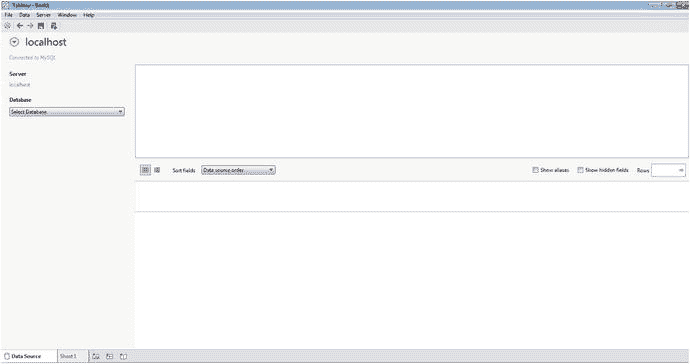 Tableau - Book1
File Data Server Window Help
localhost
Connected to MySQL
Server
localhost
Database
Select Database
Sort fields Data source order Show aliases Show hidden fields Rows
Data Source Sheet 1